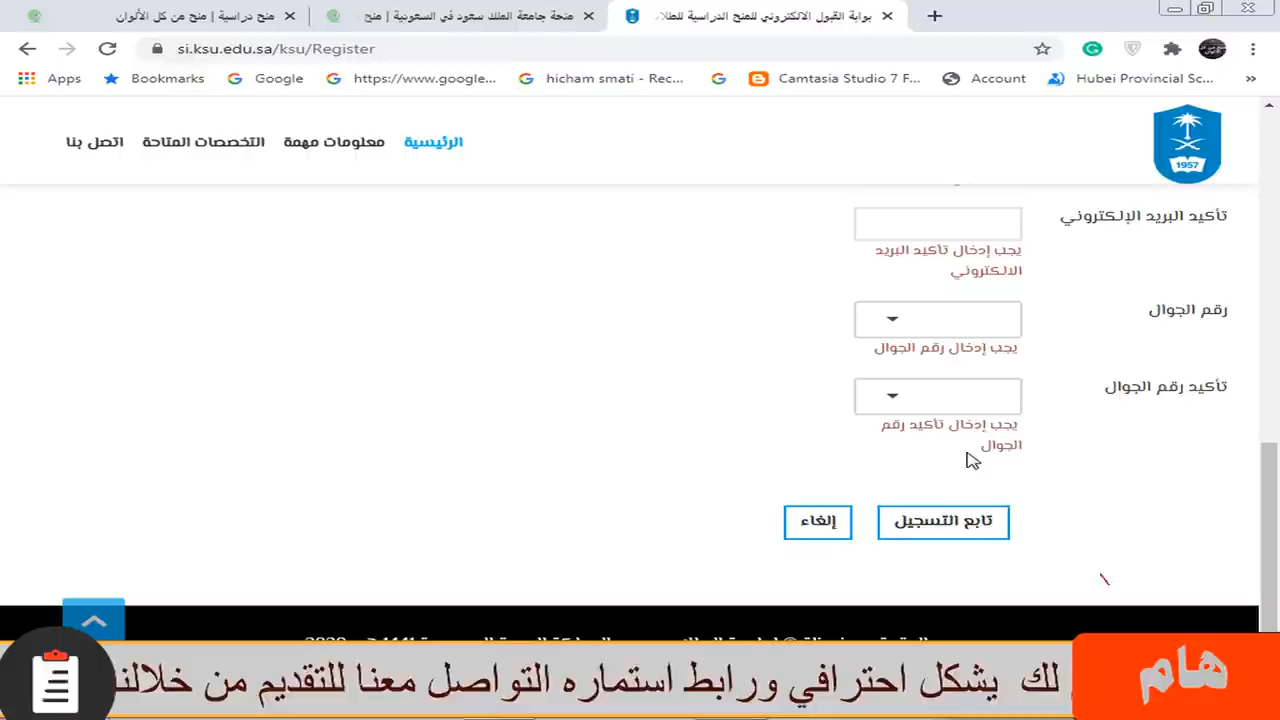 منح دراسية | منح من كل الألوان
منحة جامعة الملك سعود في السعودية | منح
بوابة القبول الالكتروني للمنح الدراسية للطلا
si.ksu.edu.sa/ksu/Register
Apps Bookmarks Google https://www.google... hicham smati - Rec... Camtasia Studio 7 F... Account Hubei Provincial Sc... »
الرئيسية معلومات مهمة التخصصات المتاحة اتصل بنا
1957
تأكيد البريد الإلكتروني
يجب إدخال تأكيد البريد
الالكتروني
رقم الجوال
يجب إدخال رقم الجوال
تأكيد رقم الجوال
يجب إدخال تأكيد رقم
الجوال
تابع التسجيل إلغاء
هام
لك يشكل احترافي ورابط استماره التواصل معنا للتقديم من خلالنا